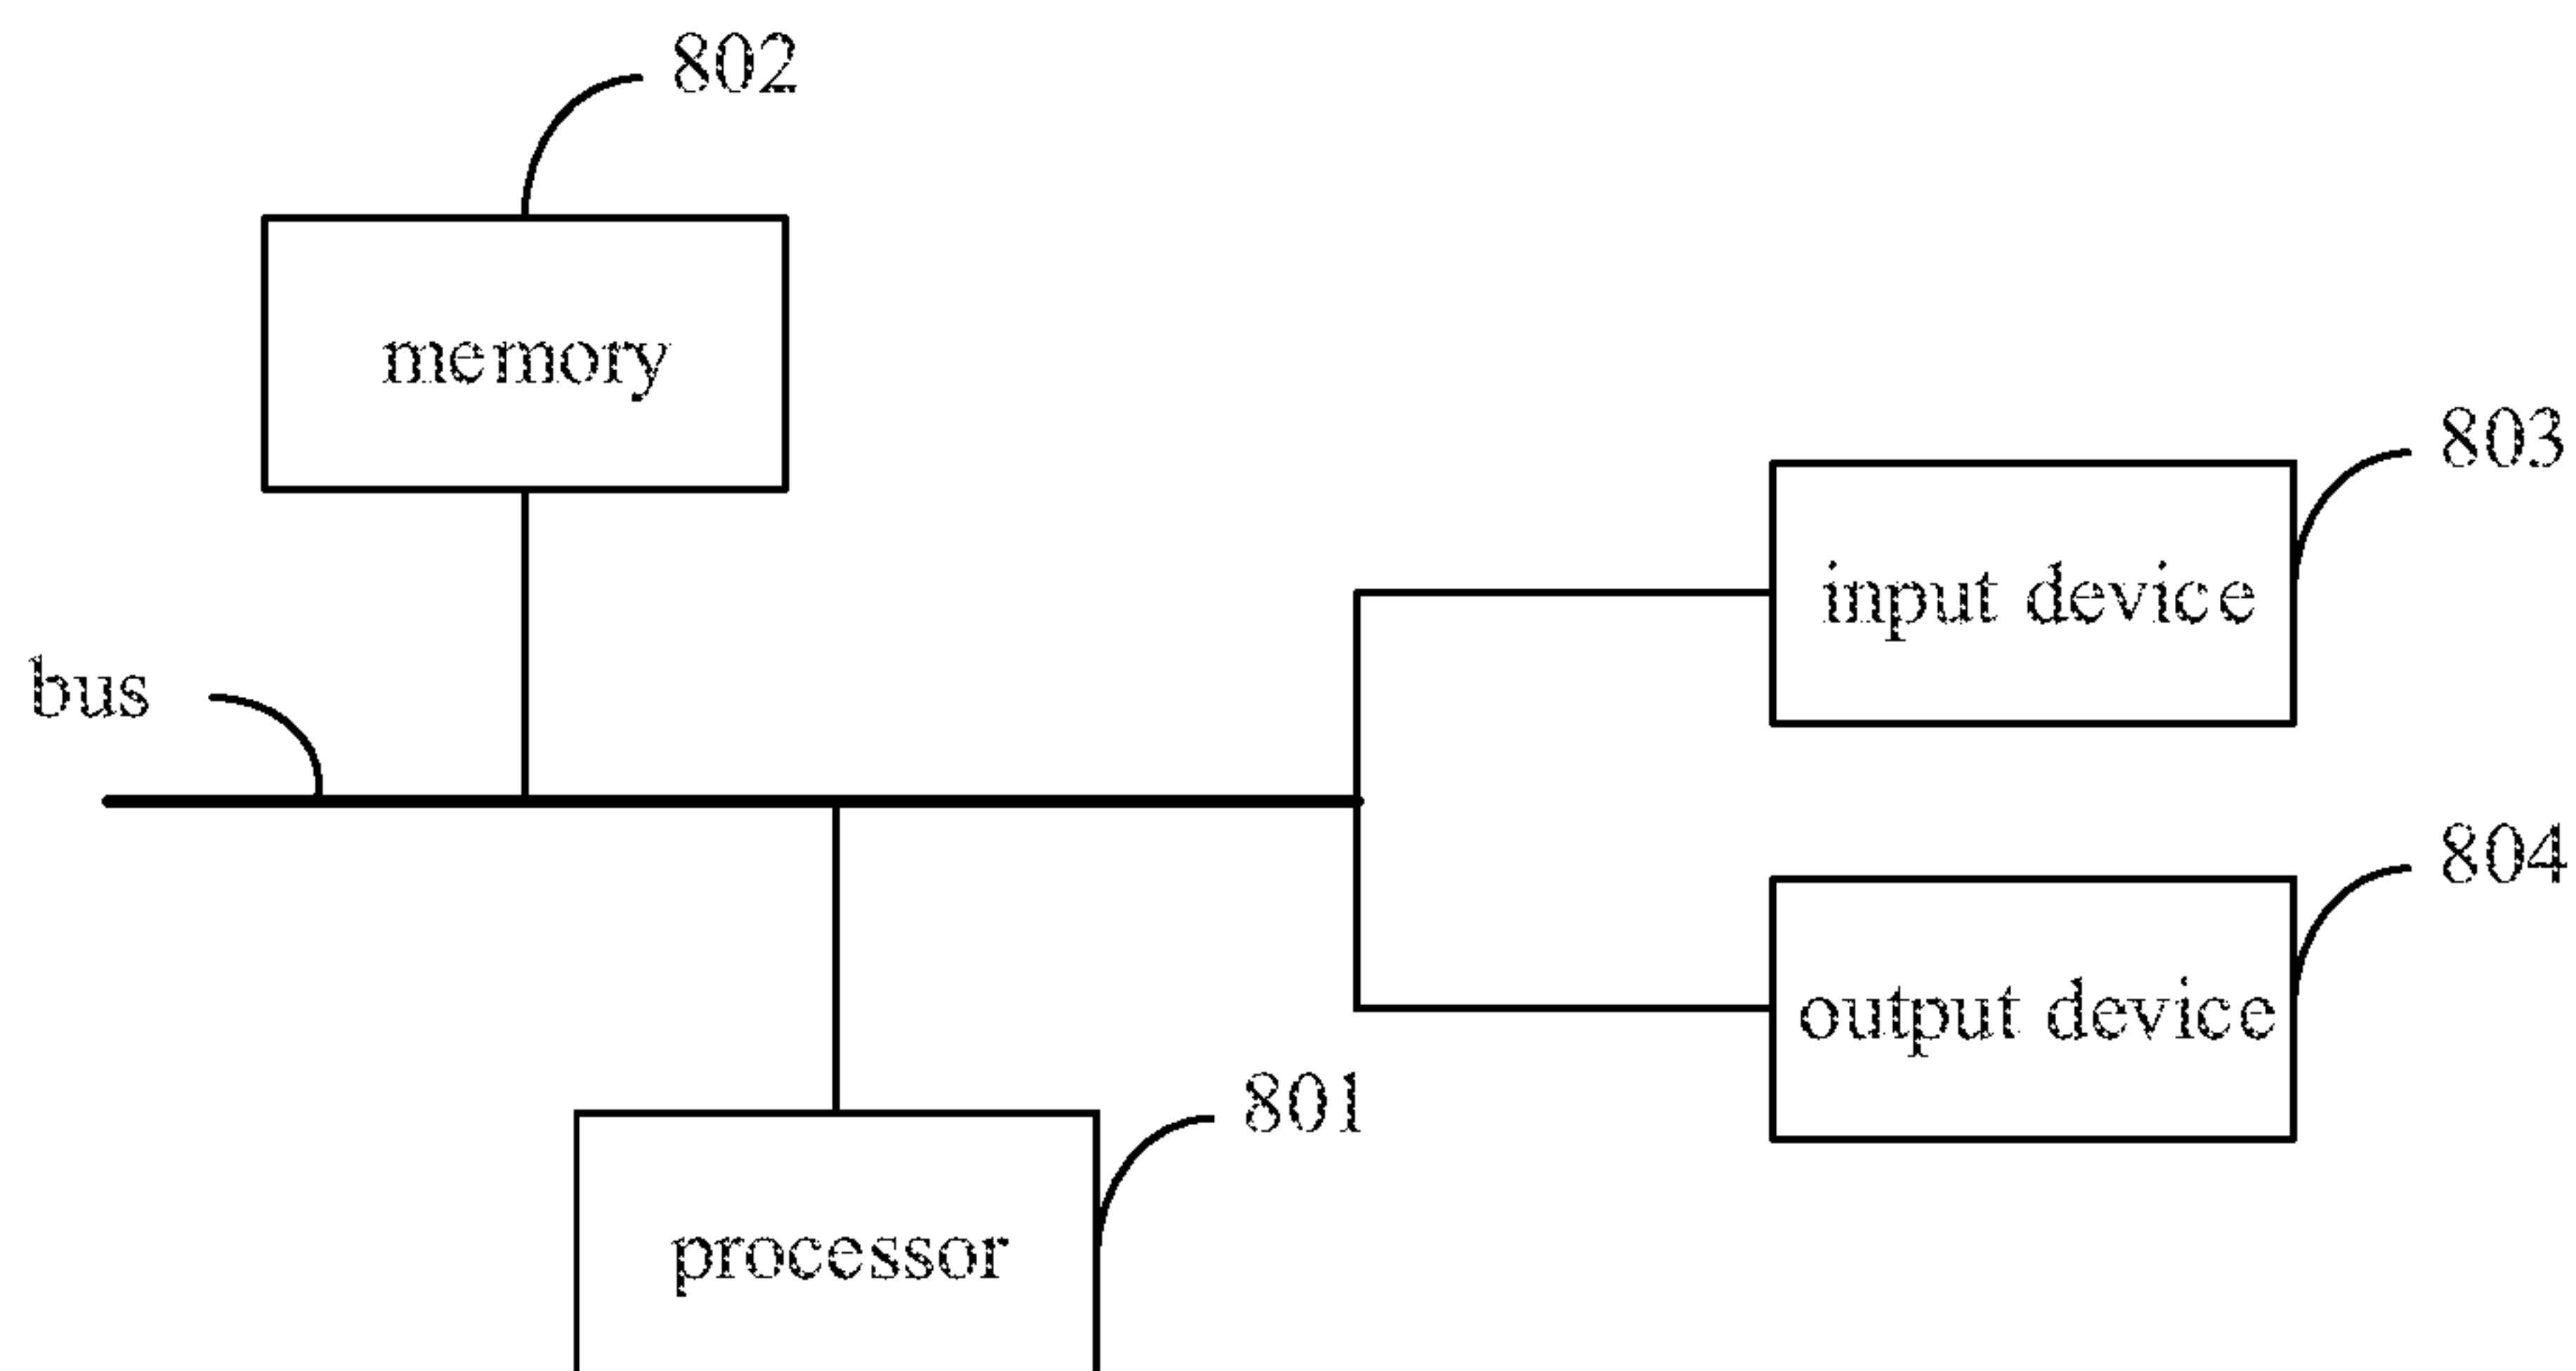 802
memory
803
input device
bus
804
output device
801
processor